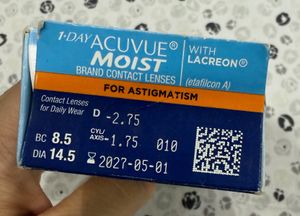 1-DAY ACUVUE®
MOIST
BRAND CONTACT LENSES
WITH
LACREON®
(etafilcon A)
FOR ASTIGMATISM
Contact Lenses
for Daily Wear
D -2.75
CYL/
AXIS -1.75 010
BC 8.5
DIA 14.5
2027-05-01